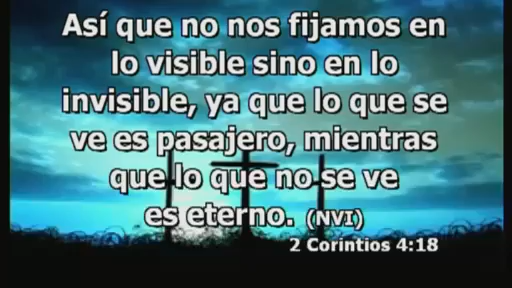 Así que no nos fijamos en
lo visible sino en lo
invisible, ya que lo que se
ve es pasajero, mientras
que lo que no se ve
es eterno. (NVI)
2 Corintios 4:18